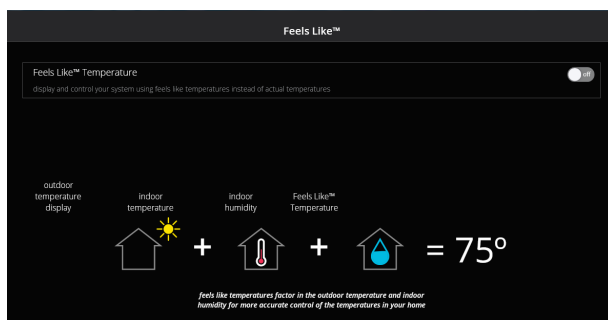 Feels Like™
Feels Like™ Temperature
off
display and control your system using feels like temperatures instead of actual temperatures
outdoor
temperature
display
indoor
temperature
indoor
humidity
Feels Like™
Temperature
+ + = 75º
feels like temperatures factor in the outdoor temperature and indoor
humidity for more accurate control of the temperatures in your home